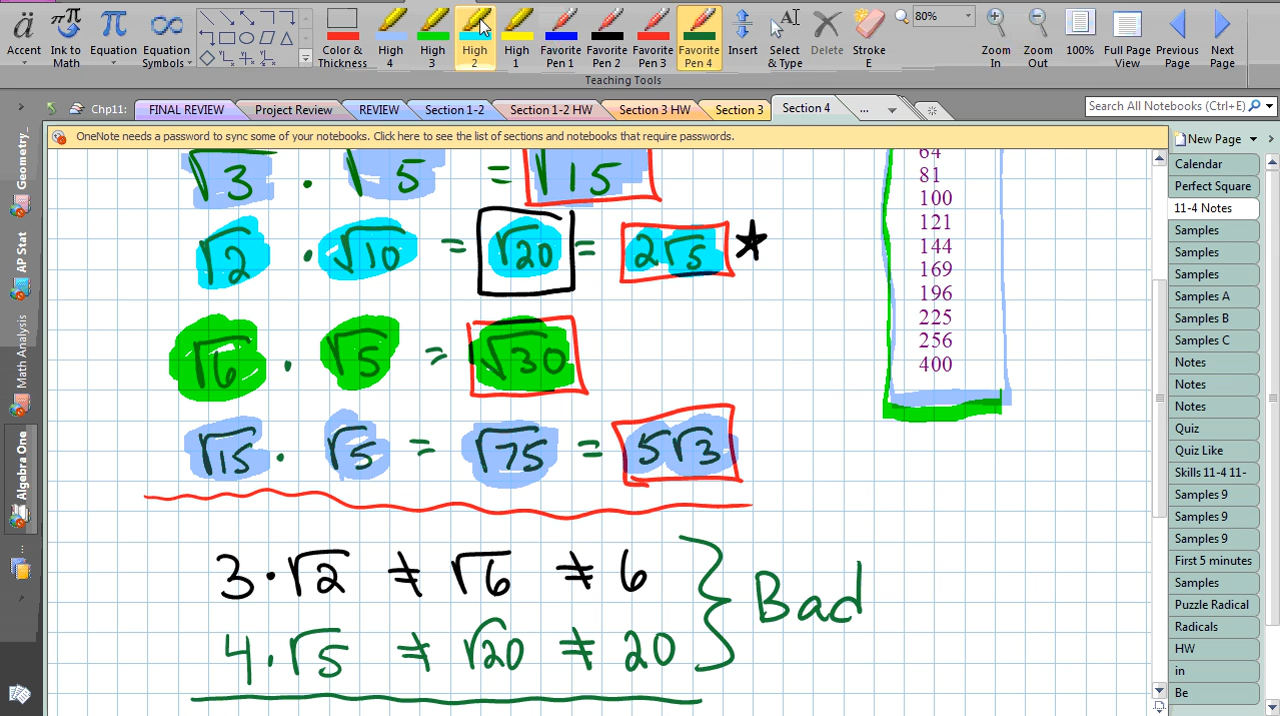 Accent
Ink to Math
Equation
Equation Symbols
Color & Thickness
High 4
High 3
High 2
High 1
Favorite Pen 1
Favorite Pen 2
Favorite Pen 3
Favorite Pen 4
Insert
Select & Type
Delete
Stroke E
80%
Zoom In
Zoom Out
100%
Full Page View
Previous Page
Next Page
Teaching Tools
Chp11:
FINAL REVIEW
Project Review
REVIEW
Section 1-2
Section 1-2 HW
Section 3 HW
Section 3
Section 4
...
Search All Notebooks (Ctrl+E)
OneNote needs a password to sync some of your notebooks. Click here to see the list of sections and notebooks that require passwords.
New Page
Geometry
AP Stat
Math Analysis
Algebra One
√3 · √5 = √15
√2 · √10 = √20 = 2√5 ★
√6 · √5 = √30
√15 · √5 = √75 = 5√3
3·√2 ≠ √6 ≠ 6
4·√5 ≠ √20 ≠ 20
Bad
64
81
100
121
144
169
196
225
256
400
Calendar
Perfect Square
11-4 Notes
Samples
Samples
Samples
Samples A
Samples B
Samples C
Notes
Notes
Notes
Quiz
Quiz Like
Skills 11-4 11-
Samples 9
Samples 9
Samples 9
First 5 minutes
Samples
Puzzle Radical
Radicals
HW
in
Be